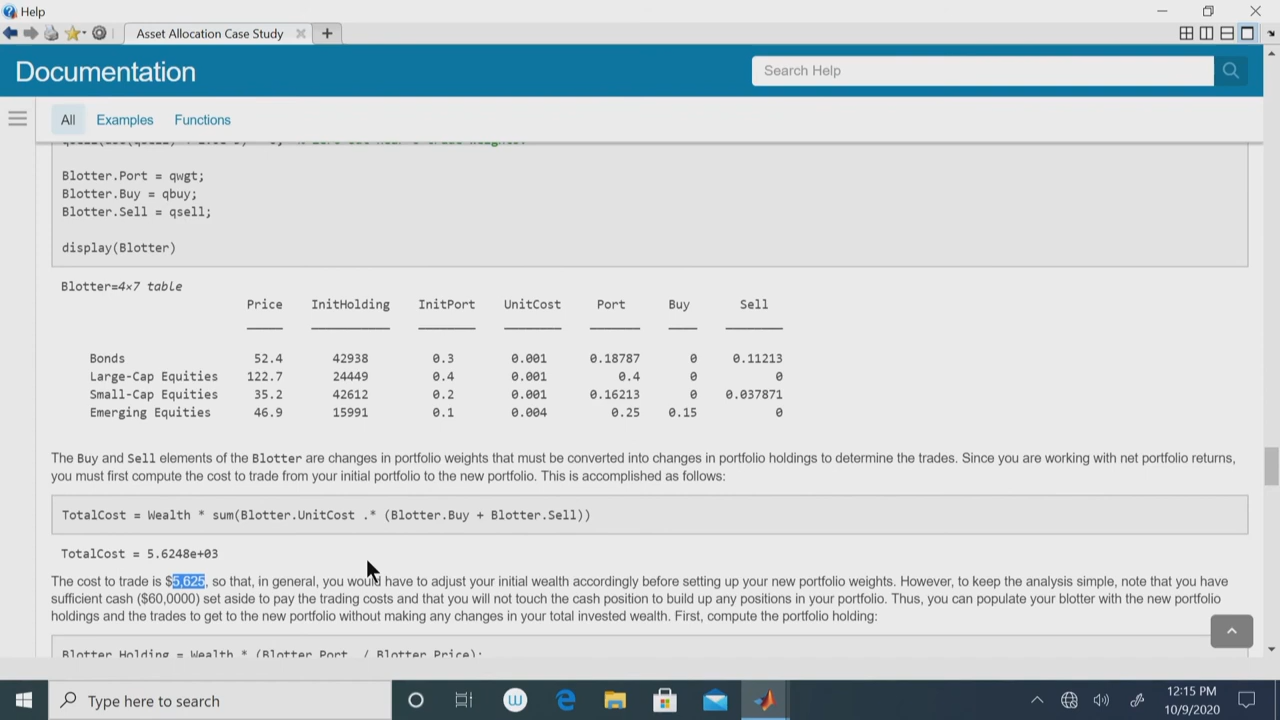 Help
Asset Allocation Case Study
Documentation
Search Help
All Examples Functions
Blotter.Port = qwgt;
Blotter.Buy = qbuy;
Blotter.Sell = qsell;
display(Blotter)
Blotter=4×7 table
Price InitHolding InitPort UnitCost Port Buy Sell
Bonds 52.4 42938 0.3 0.001 0.18787 0 0.11213
Large-Cap Equities 122.7 24449 0.4 0.001 0.4 0 0
Small-Cap Equities 35.2 42612 0.2 0.001 0.16213 0 0.037871
Emerging Equities 46.9 15991 0.1 0.004 0.25 0.15 0
The Buy and Sell elements of the Blotter are changes in portfolio weights that must be converted into changes in portfolio holdings to determine the trades. Since you are working with net portfolio returns,
you must first compute the cost to trade from your initial portfolio to the new portfolio. This is accomplished as follows:
TotalCost = Wealth * sum(Blotter.UnitCost .* (Blotter.Buy + Blotter.Sell))
TotalCost = 5.6248e+03
The cost to trade is $5,625, so that, in general, you would have to adjust your initial wealth accordingly before setting up your new portfolio weights. However, to keep the analysis simple, note that you have
sufficient cash ($60,0000) set aside to pay the trading costs and that you will not touch the cash position to build up any positions in your portfolio. Thus, you can populate your blotter with the new portfolio
holdings and the trades to get to the new portfolio without making any changes in your total invested wealth. First, compute the portfolio holding:
Blotter.Holding = Wealth * (Blotter.Port ./ Blotter.Price);
Type here to search
12:15 PM
10/9/2020